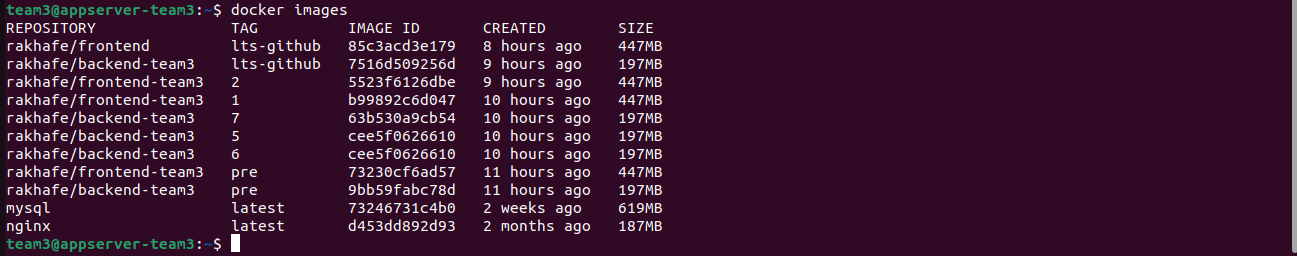 team3@appserver-team3:~$ docker images
REPOSITORY TAG IMAGE ID CREATED SIZE
rakhafe/frontend lts-github 85c3acd3e179 8 hours ago 447MB
rakhafe/backend-team3 lts-github 7516d509256d 9 hours ago 197MB
rakhafe/frontend-team3 2 5523f6126dbe 9 hours ago 447MB
rakhafe/frontend-team3 1 b99892c6d047 10 hours ago 447MB
rakhafe/backend-team3 7 63b530a9cb54 10 hours ago 197MB
rakhafe/backend-team3 5 cee5f0626610 10 hours ago 197MB
rakhafe/backend-team3 6 cee5f0626610 10 hours ago 197MB
rakhafe/frontend-team3 pre 73230cf6ad57 11 hours ago 447MB
rakhafe/backend-team3 pre 9bb59fabc78d 11 hours ago 197MB
mysql latest 73246731c4b0 2 weeks ago 619MB
nginx latest d453dd892d93 2 months ago 187MB
team3@appserver-team3:~$